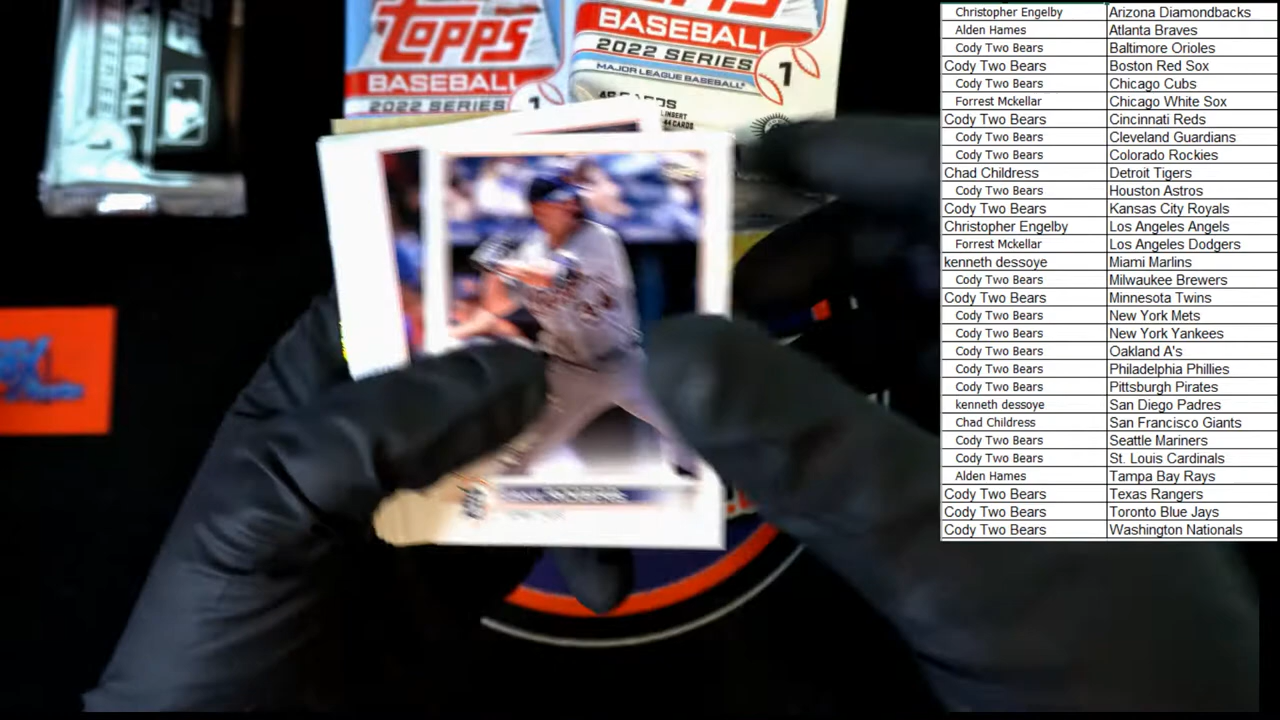 TOPPS
BASEBALL
2022 SERIES 1
BASEBALL
2022 SERIES 1
MAJOR LEAGUE BASEBALL
CARDS
44 CARDS
Christopher Engelby Arizona Diamondbacks
Alden Hames Atlanta Braves
Cody Two Bears Baltimore Orioles
Cody Two Bears Boston Red Sox
Cody Two Bears Chicago Cubs
Forrest Mckellar Chicago White Sox
Cody Two Bears Cincinnati Reds
Cody Two Bears Cleveland Guardians
Cody Two Bears Colorado Rockies
Chad Childress Detroit Tigers
Cody Two Bears Houston Astros
Cody Two Bears Kansas City Royals
Christopher Engelby Los Angeles Angels
Forrest Mckellar Los Angeles Dodgers
kenneth dessoye Miami Marlins
Cody Two Bears Milwaukee Brewers
Cody Two Bears Minnesota Twins
Cody Two Bears New York Mets
Cody Two Bears New York Yankees
Cody Two Bears Oakland A's
Cody Two Bears Philadelphia Phillies
Cody Two Bears Pittsburgh Pirates
kenneth dessoye San Diego Padres
Chad Childress San Francisco Giants
Cody Two Bears Seattle Mariners
Cody Two Bears St. Louis Cardinals
Alden Hames Tampa Bay Rays
Cody Two Bears Texas Rangers
Cody Two Bears Toronto Blue Jays
Cody Two Bears Washington Nationals